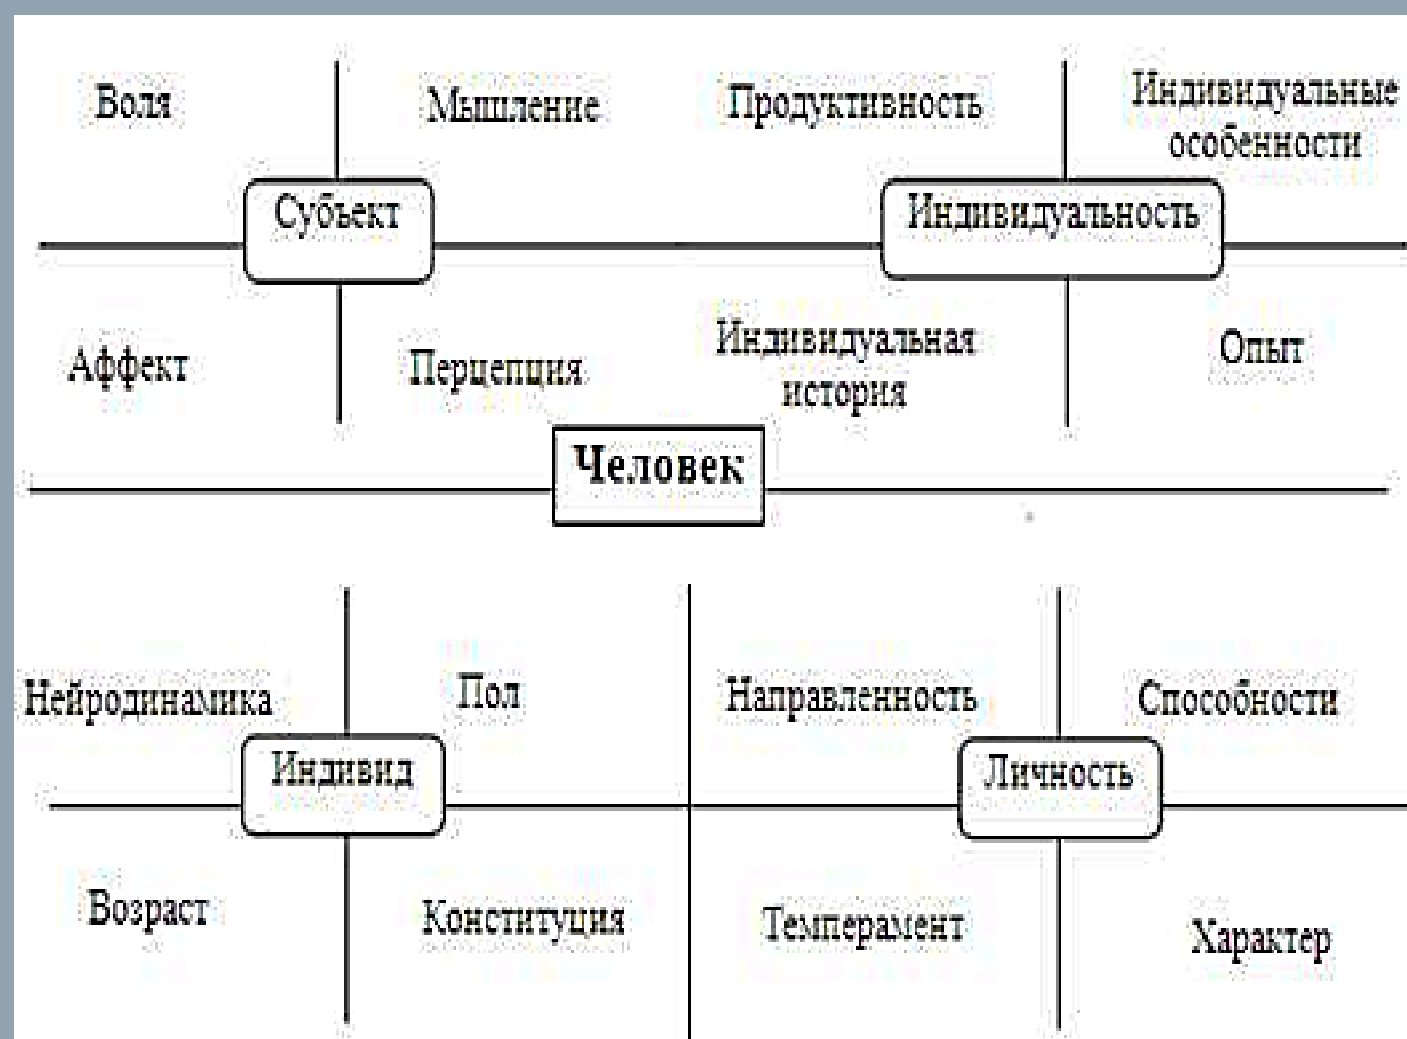 Воля
Мышление
Продуктивность
Индивидуальные
особенности
Субъект
Индивидуальность
Аффект
Перцепция
Индивидуальная
история
Опыт
Человек
Нейродинамика
Пол
Направленность
Способности
Индивид
Личность
Возраст
Конституция
Темперамент
Характер